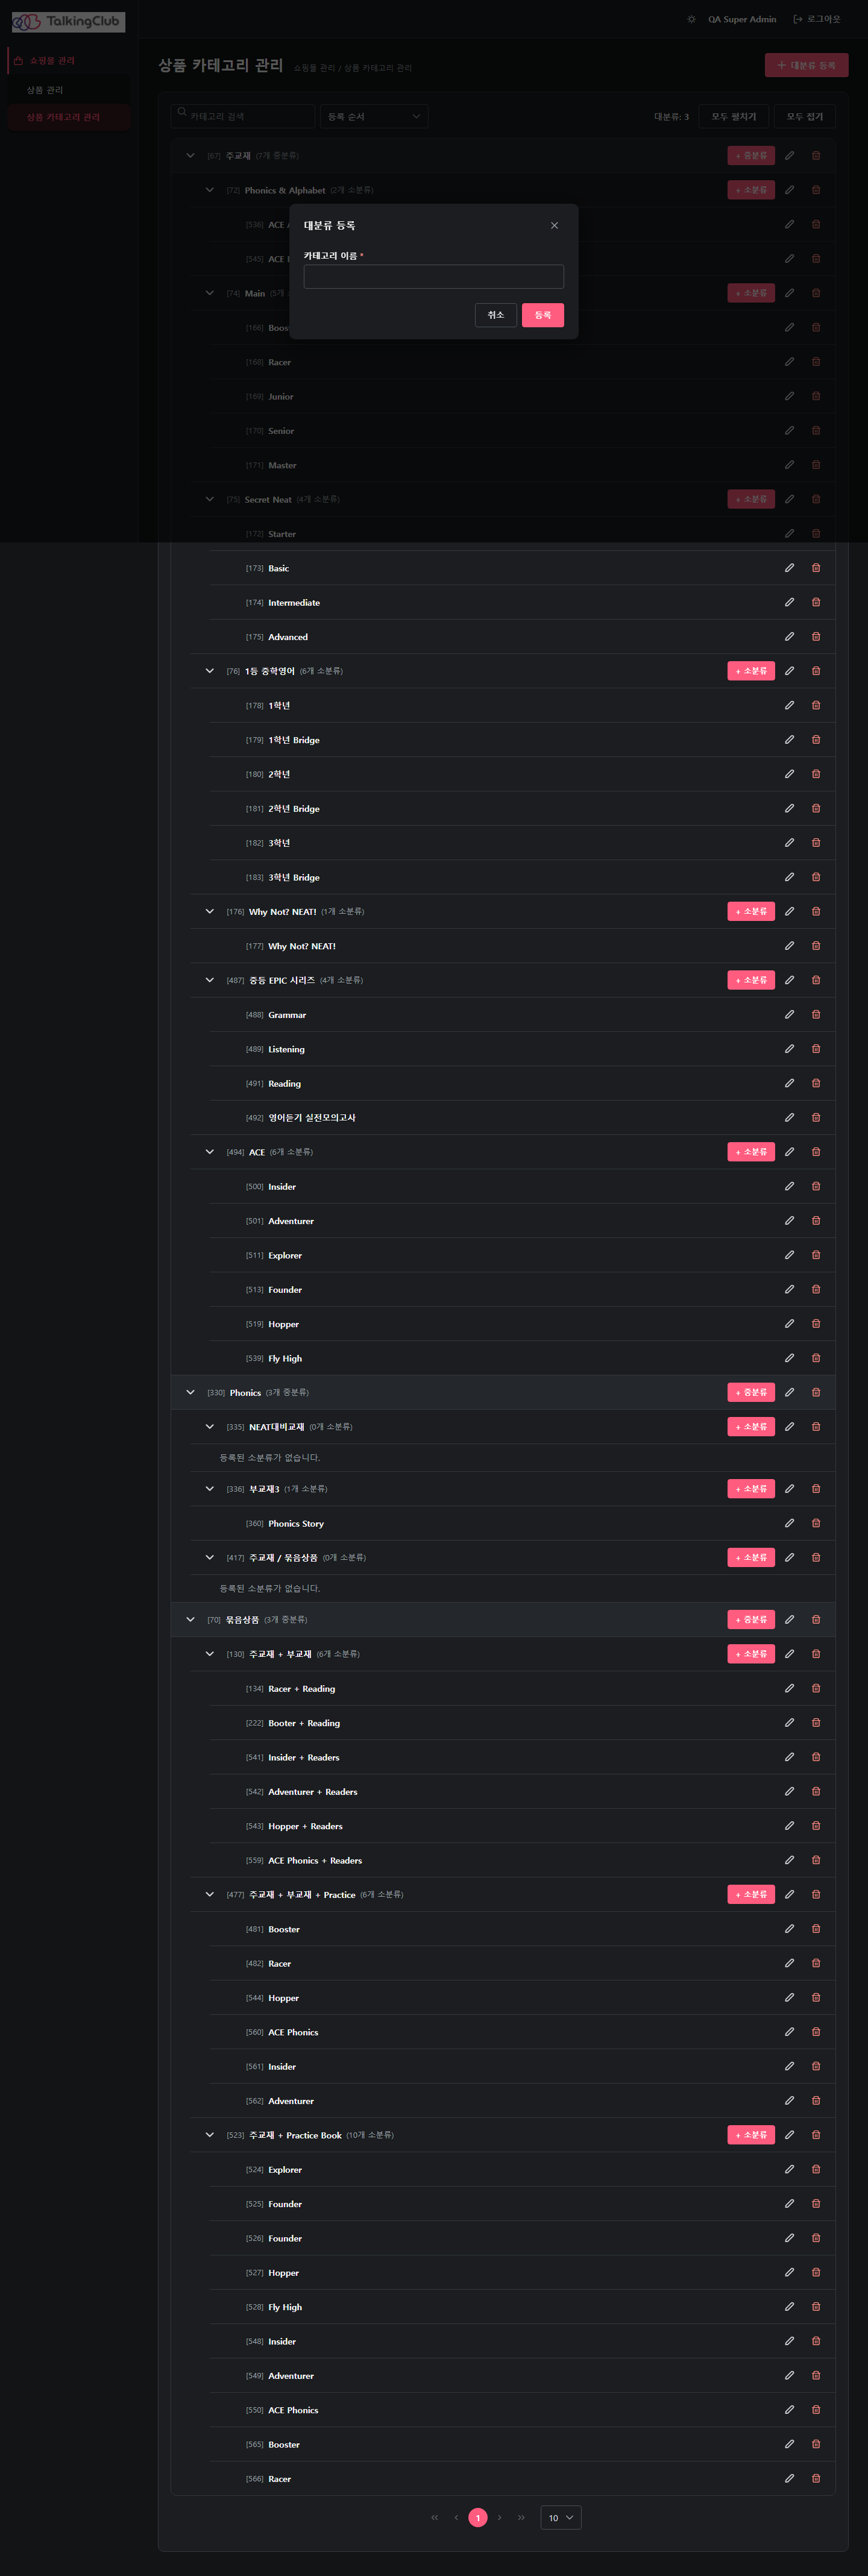 TalkingClub
QA Super Admin
로그아웃
쇼핑몰 관리
상품 관리
상품 카테고리 관리
상품 카테고리 관리
쇼핑몰 관리 / 상품 카테고리 관리
+ 대분류 등록
카테고리 검색
등록 순서
대분류: 3
모두 펼치기
모두 접기
[67] 주교재 (7개 중분류)
+ 중분류
[72] Phonics & Alphabet (2개 소분류)
+ 소분류
[536] ACE
[545] ACE
대분류 등록
카테고리 이름 *
취소
등록
[74] Main (5개
+ 소분류
[166]
[168] Racer
[169] Junior
[170] Senior
[171] Master
[75] Secret Neat (4개 소분류)
+ 소분류
[172] Starter
[173] Basic
[174] Intermediate
[175] Advanced
[76] 1등 중학영어 (6개 소분류)
+ 소분류
[178] 1학년
[179] 1학년 Bridge
[180] 2학년
[181] 2학년 Bridge
[182] 3학년
[183] 3학년 Bridge
[176] Why Not? NEAT! (1개 소분류)
+ 소분류
[177] Why Not? NEAT!
[487] 중등 EPIC 시리즈 (4개 소분류)
+ 소분류
[488] Grammar
[489] Listening
[491] Reading
[492] 영어듣기 실전모의고사
[494] ACE (6개 소분류)
+ 소분류
[500] Insider
[501] Adventurer
[511] Explorer
[513] Founder
[519] Hopper
[539] Fly High
[330] Phonics (3개 중분류)
+ 중분류
[335] NEAT대비교재 (0개 소분류)
+ 소분류
등록된 소분류가 없습니다.
[336] 부교재3 (1개 소분류)
+ 소분류
[360] Phonics Story
[417] 주교재 / 묶음상품 (0개 소분류)
+ 소분류
등록된 소분류가 없습니다.
[70] 묶음상품 (3개 중분류)
+ 중분류
[130] 주교재 + 부교재 (6개 소분류)
+ 소분류
[134] Racer + Reading
[222] Booter + Reading
[541] Insider + Readers
[542] Adventurer + Readers
[543] Hopper + Readers
[559] ACE Phonics + Readers
[477] 주교재 + 부교재 + Practice (6개 소분류)
+ 소분류
[481] Booster
[482] Racer
[544] Hopper
[560] ACE Phonics
[561] Insider
[562] Adventurer
[523] 주교재 + Practice Book (10개 소분류)
+ 소분류
[524] Explorer
[525] Founder
[526] Founder
[527] Hopper
[528] Fly High
[548] Insider
[549] Adventurer
[550] ACE Phonics
[565] Booster
[566] Racer
1
10